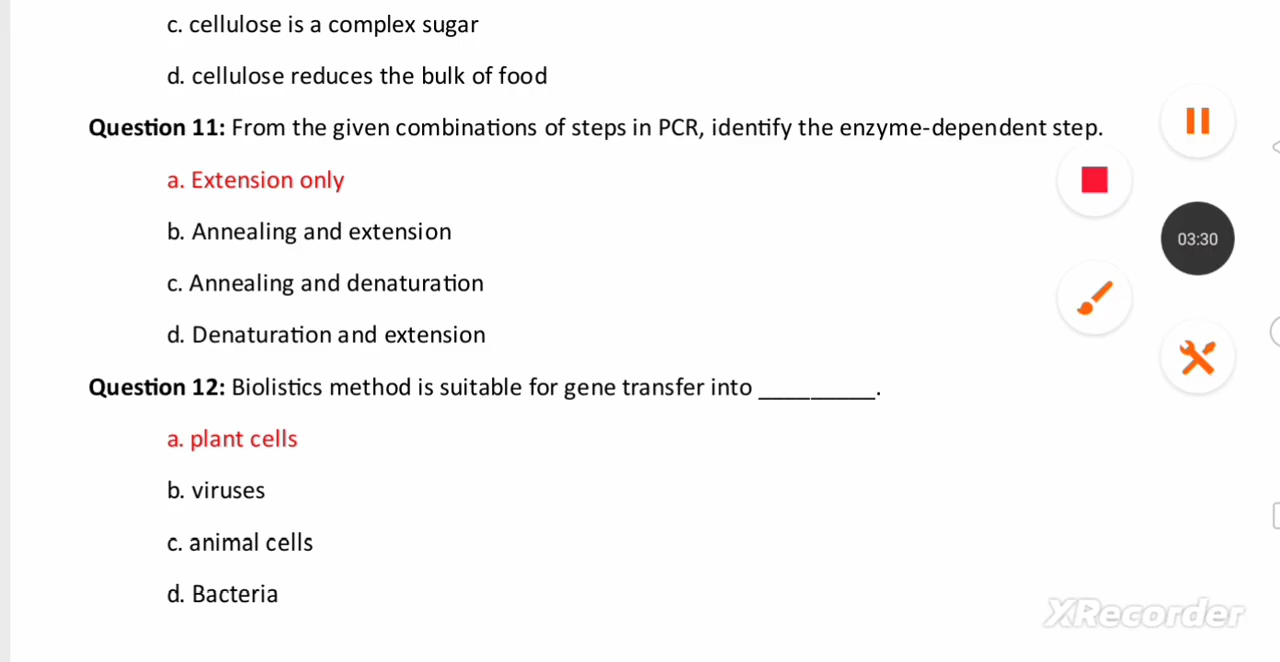 c. cellulose is a complex sugar
d. cellulose reduces the bulk of food
Question 11: From the given combinations of steps in PCR, identify the enzyme-dependent step.
a. Extension only
b. Annealing and extension
c. Annealing and denaturation
d. Denaturation and extension
03:30
Question 12: Biolistics method is suitable for gene transfer into _________.
a. plant cells
b. viruses
c. animal cells
d. Bacteria
XRecorder